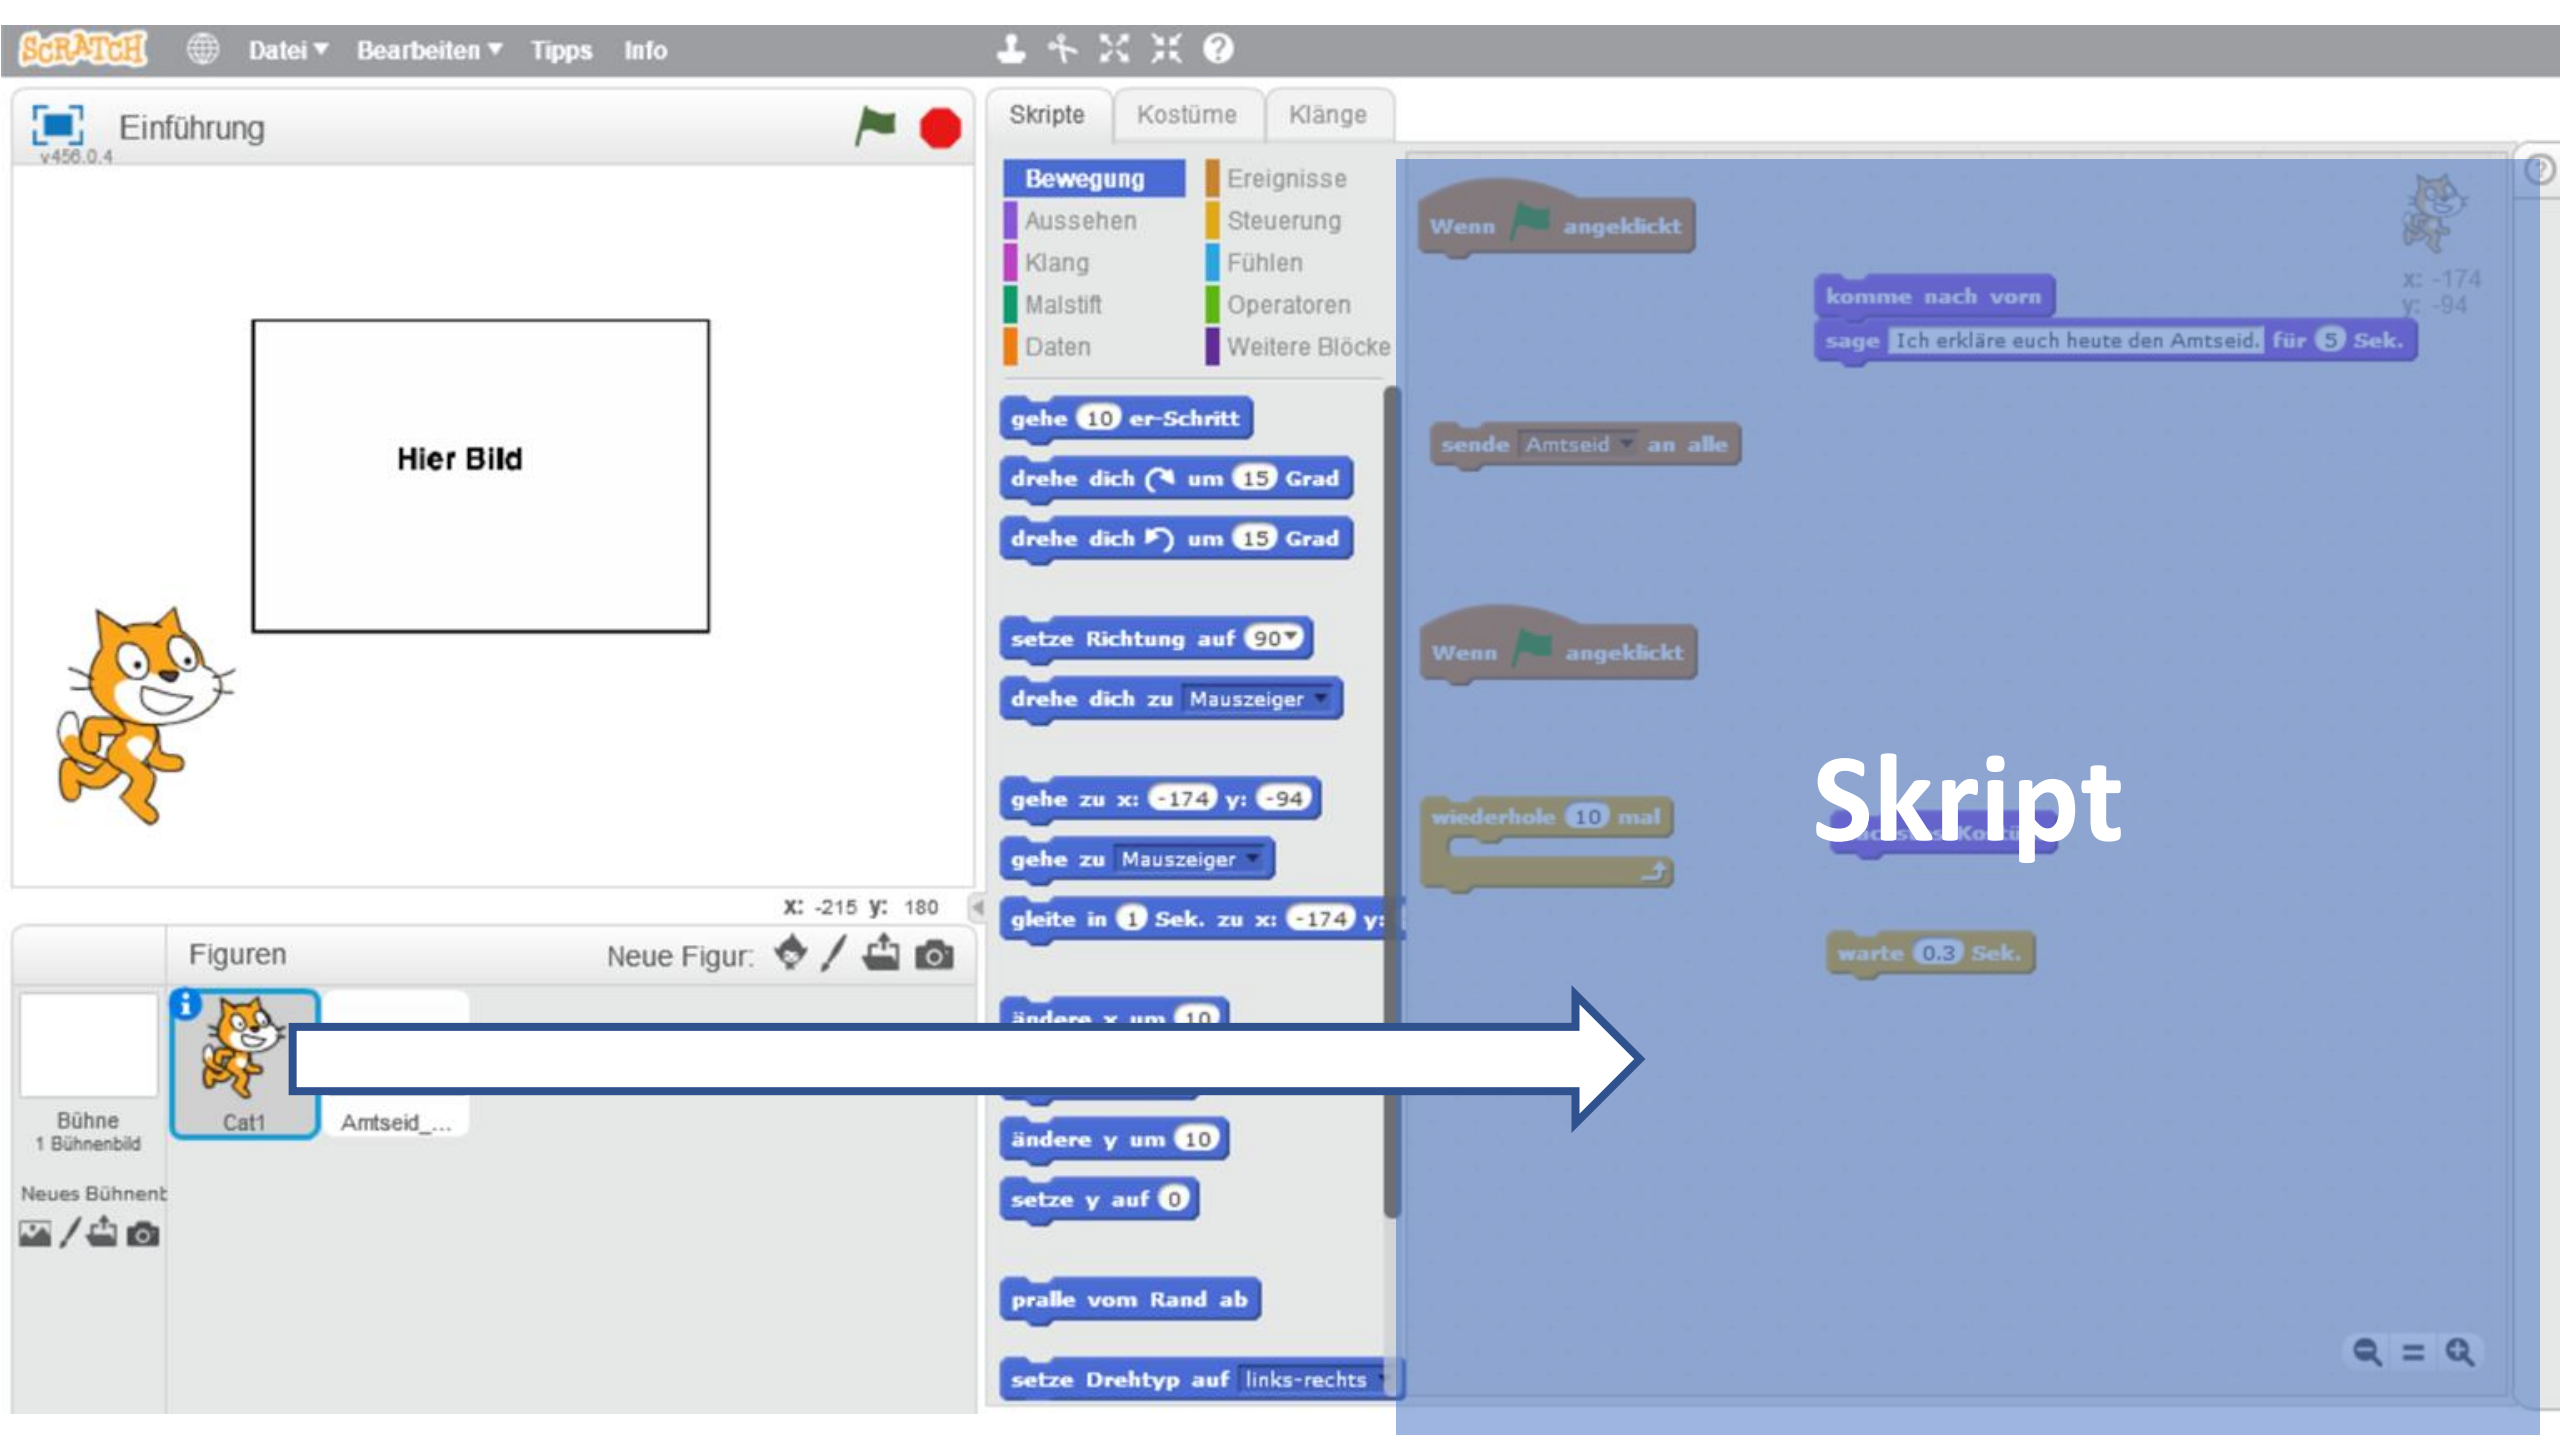 SCRATCH Datei Bearbeiten Tipps Info
Einführung
v456.0.4
Hier Bild
X: -215 y: 180
Figuren Neue Figur:
Bühne
1 Bühnenbild
Neues Bühnenb
Cat1
Amtseid_...
Skripte Kostüme Klänge
Bewegung Ereignisse
Aussehen Steuerung
Klang Fühlen
Malstift Operatoren
Daten Weitere Blöcke
gehe 10 er-Schritt
drehe dich um 15 Grad
drehe dich um 15 Grad
setze Richtung auf 90
drehe dich zu Mauszeiger
gehe zu x: -174 y: -94
gehe zu Mauszeiger
gleite in 1 Sek. zu x: -174 y:
ändere x um 10
ändere y um 10
setze y auf 0
pralle vom Rand ab
setze Drehtyp auf links-rechts
Wenn angeklickt
komme nach vorn
sage Ich erkläre euch heute den Amtseid. für 5 Sek.
x: -174
y: -94
sende Amtseid an alle
Wenn angeklickt
wiederhole 10 mal
warte 0.3 Sek.
Skript